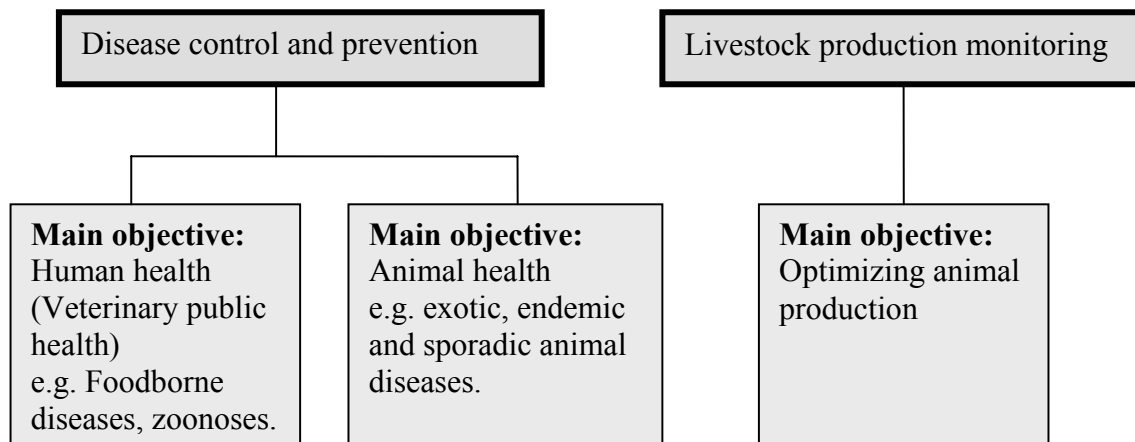 Disease control and prevention
Livestock production monitoring
Main objective:
Human health
(Veterinary public
health)
e.g. Foodborne
diseases, zoonoses.
Main objective:
Animal health
e.g. exotic, endemic
and sporadic animal
diseases.
Main objective:
Optimizing animal
production